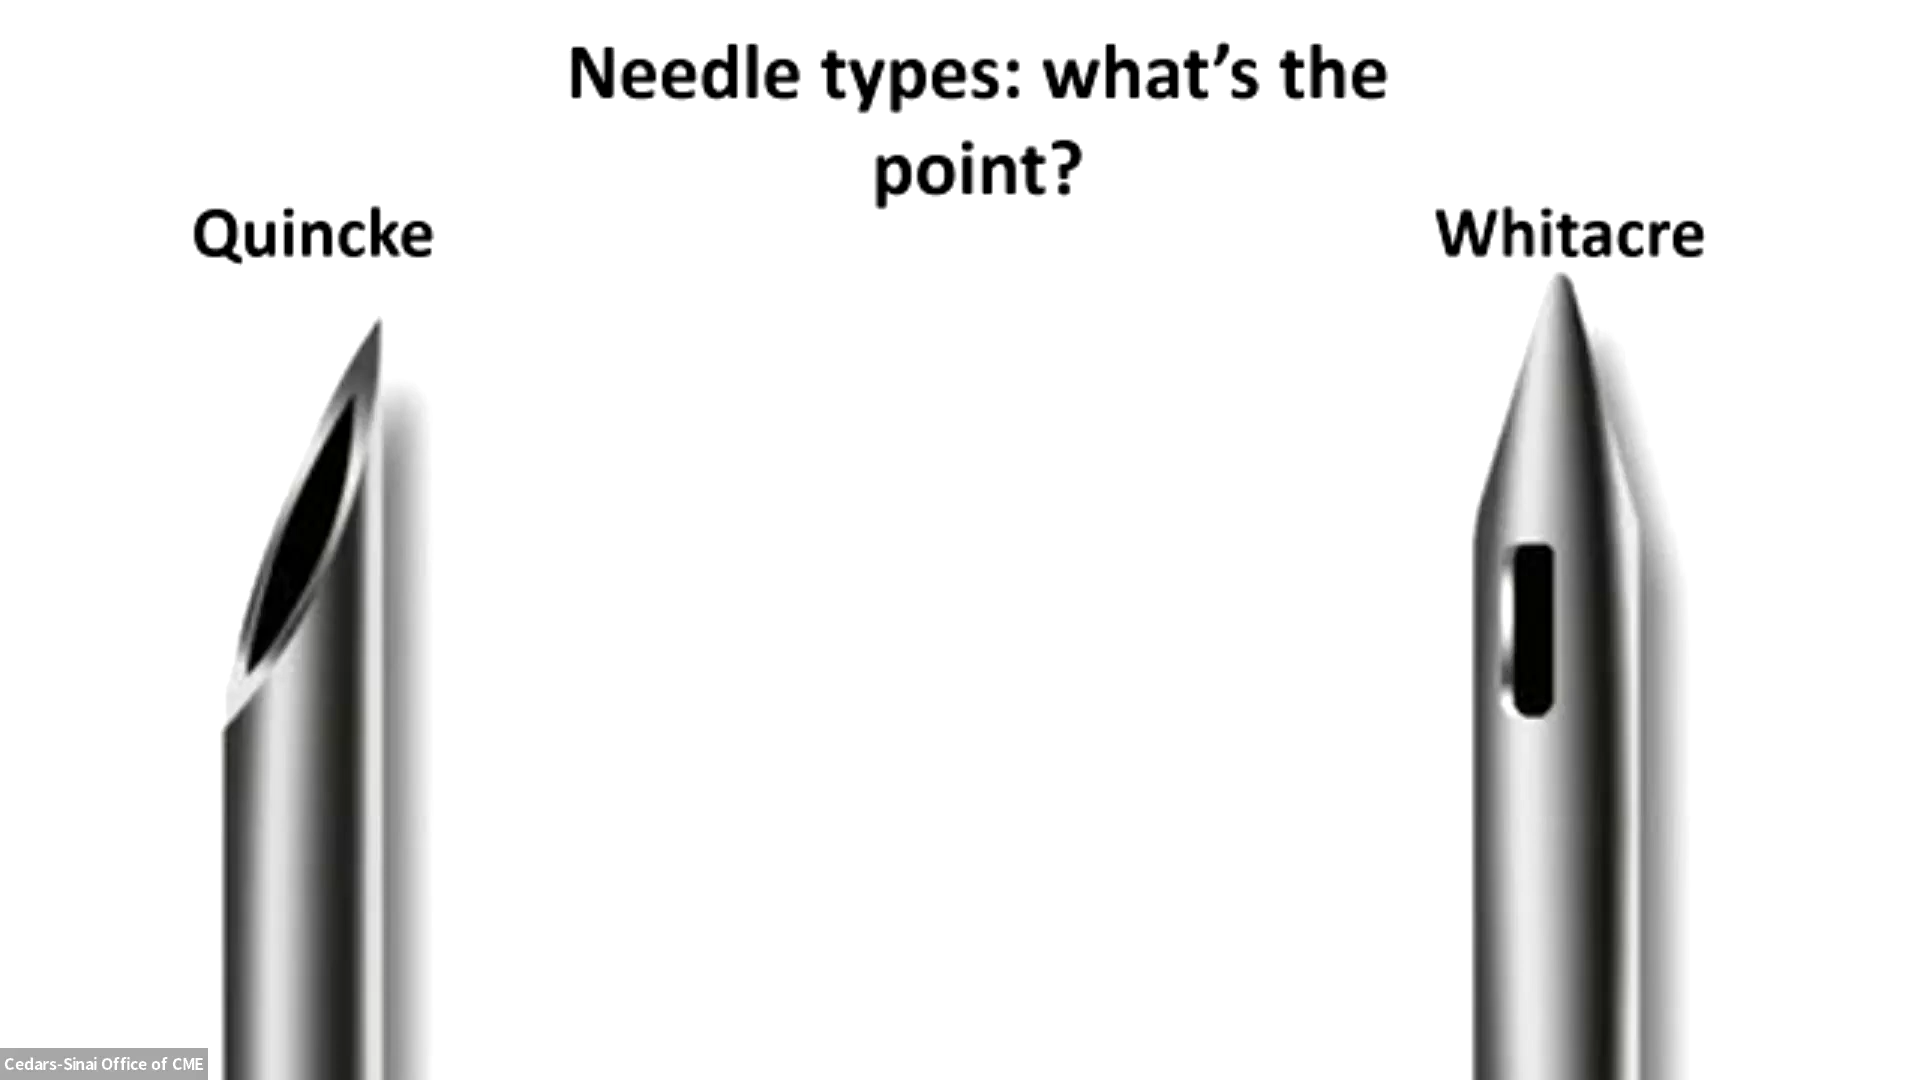 Needle types: what’s the
point?
Quincke
Whitacre
Cedars-Sinai Office of CME